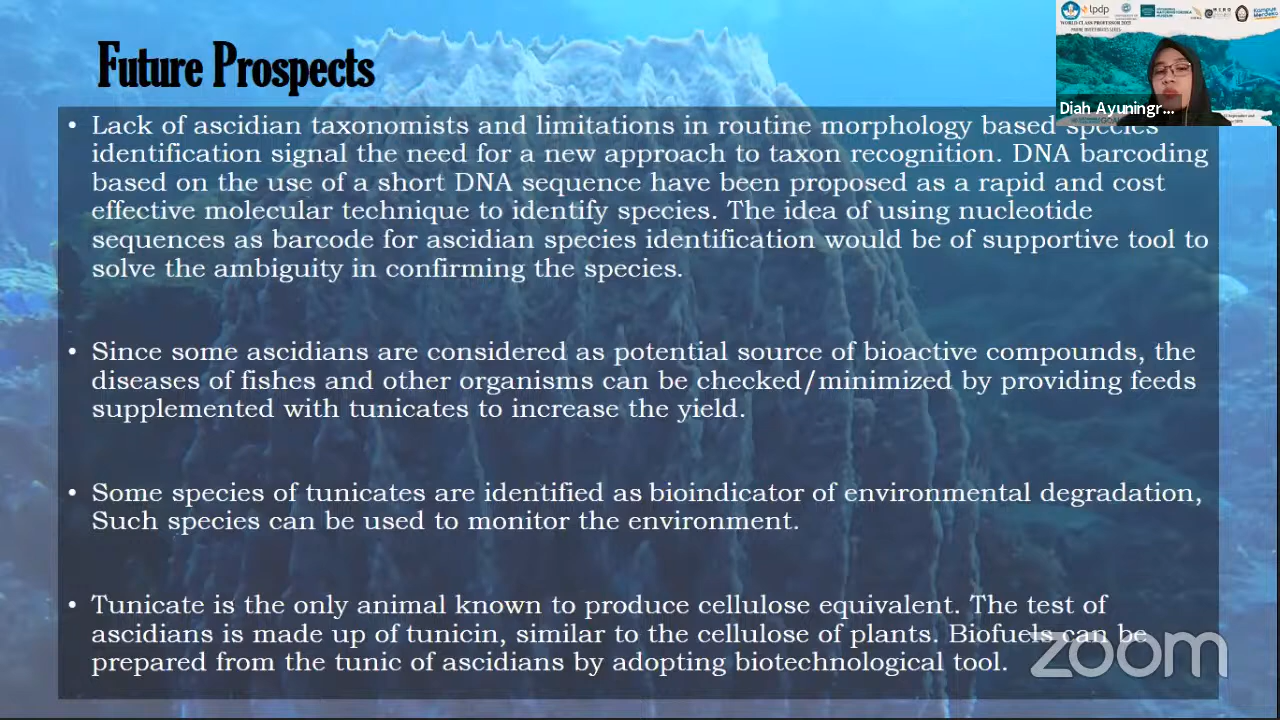 Future Prospects
• Lack of ascidian taxonomists and limitations in routine morphology based species
identification signal the need for a new approach to taxon recognition. DNA barcoding
based on the use of a short DNA sequence have been proposed as a rapid and cost
effective molecular technique to identify species. The idea of using nucleotide
sequences as barcode for ascidian species identification would be of supportive tool to
solve the ambiguity in confirming the species.
• Since some ascidians are considered as potential source of bioactive compounds, the
diseases of fishes and other organisms can be checked/minimized by providing feeds
supplemented with tunicates to increase the yield.
• Some species of tunicates are identified as bioindicator of environmental degradation,
Such species can be used to monitor the environment.
• Tunicate is the only animal known to produce cellulose equivalent. The test of
ascidians is made up of tunicin, similar to the cellulose of plants. Biofuels can be
prepared from the tunic of ascidians by adopting biotechnological tool.
lpdp
Diah Ayuningr...
zoom